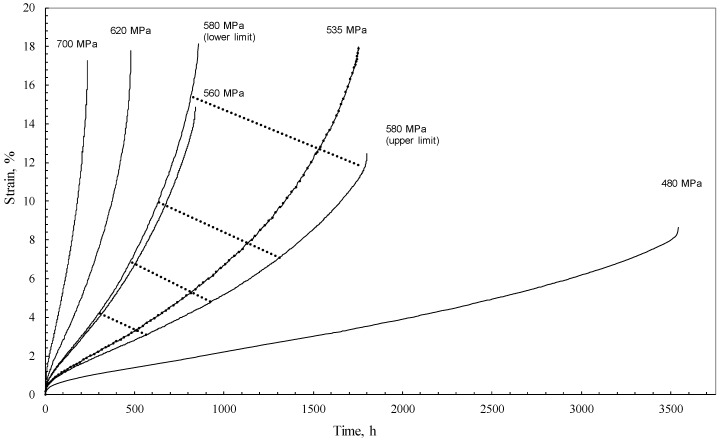 20
18
16
14
12
10
8
6
4
2
0
Strain, %
700 MPa
620 MPa
580 MPa
(lower limit)
560 MPa
535 MPa
580 MPa
(upper limit)
480 MPa
0
500
1000
1500
2000
2500
3000
3500
Time, h